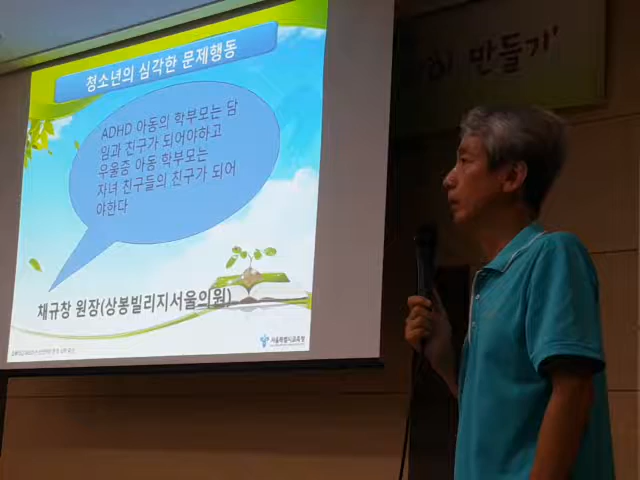 만들기'
청소년의 심각한 문제행동
ADHD 아동의 학부모는 담
임과 친구가 되어야하고
우울증 아동 학부모는
자녀 친구들의 친구가 되어
야한다
채규창 원장(상봉빌리지서울의원)
서울특별시교육청